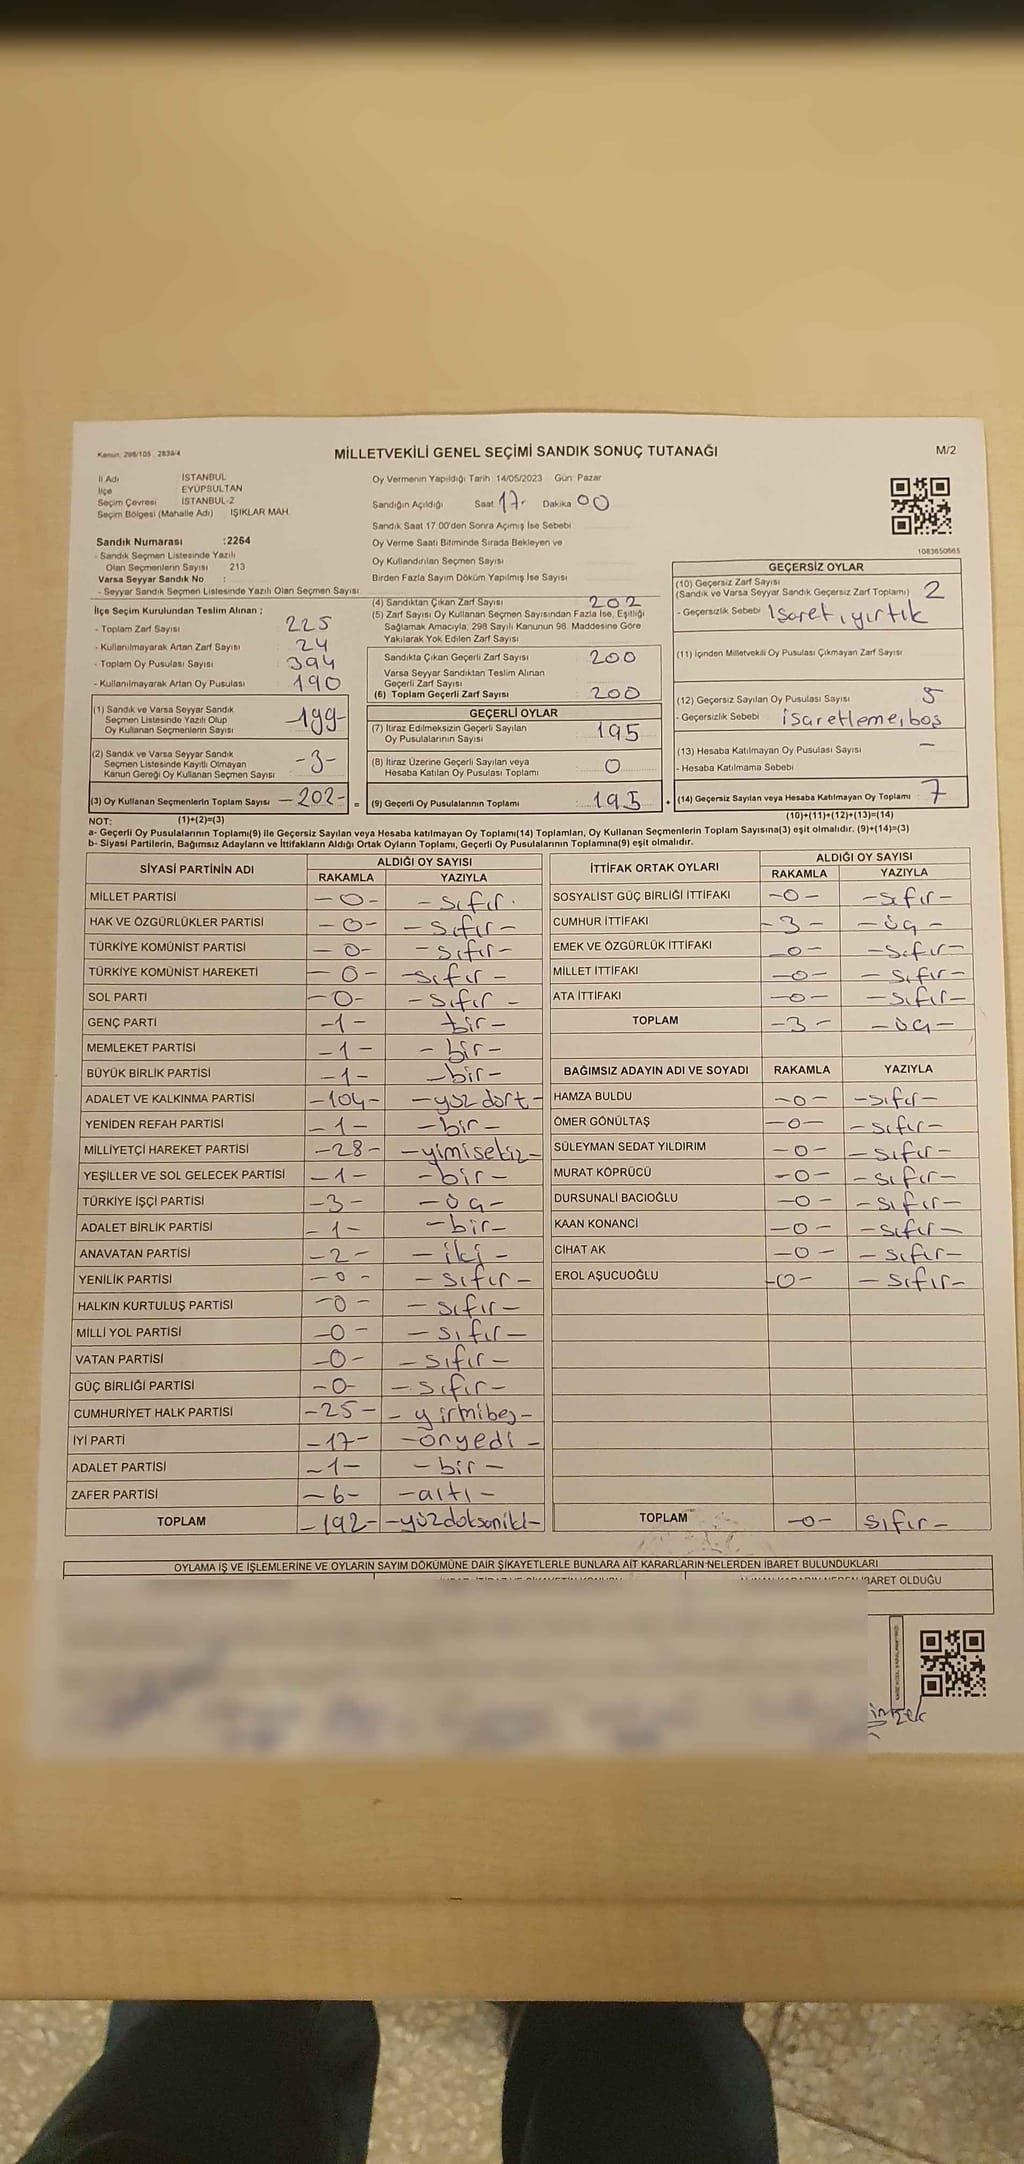 Kanun: 298/105 , 2839/4
MİLLETVEKİLİ GENEL SEÇİMİ SANDIK SONUÇ TUTANAĞI
M/2
İl Adı İSTANBUL
İlçe EYÜPSULTAN
Seçim Çevresi İSTANBUL-2
Seçim Bölgesi (Mahalle Adı) IŞIKLAR MAH.
Oy Vermenin Yapıldığı Tarih :14/05/2023 Gün: Pazar
Sandığın Açıldığı Saat 17- Dakika 00
Sandık Saat 17.00'den Sonra Açımış İse Sebebi
Oy Verme Saati Bitiminde Sırada Bekleyen ve
Oy Kullandırılan Seçmen Sayısı
Birden Fazla Sayım Döküm Yapılmış İse Sayısı
1083650665
Sandık Numarası :2264
- Sandık Seçmen Listesinde Yazılı
Olan Seçmenlerin Sayısı 213
Varsa Seyyar Sandık No :
- Seyyar Sandık Seçmen Listesinde Yazılı Olan Seçmen Sayısı:
İlçe Seçim Kurulundan Teslim Alınan ;
- Toplam Zarf Sayısı 225
- Kullanılmayarak Artan Zarf Sayısı 24
- Toplam Oy Pusulası Sayısı 394
- Kullanılmayarak Artan Oy Pusulası 190
(1) Sandık ve Varsa Seyyar Sandık
Seçmen Listesinde Yazılı Olup
Oy Kullanan Seçmenlerin Sayısı -199-
(2) Sandık ve Varsa Seyyar Sandık
Seçmen Listesinde Kayıtlı Olmayan
Kanun Gereği Oy Kullanan Seçmen Sayısı -3-
(3) Oy Kullanan Seçmenlerin Toplam Sayısı -202- =
(1)+(2)=(3)
(4) Sandıktan Çıkan Zarf Sayısı 202
(5) Zarf Sayısı Oy Kullanan Seçmen Sayısından Fazla İse, Eşitliği
Sağlamak Amacıyla, 298 Sayılı Kanunun 98. Maddesine Göre
Yakılarak Yok Edilen Zarf Sayısı
Sandıkta Çıkan Geçerli Zarf Sayısı 200
Varsa Seyyar Sandıktan Teslim Alınan
Geçerli Zarf Sayısı
(6) Toplam Geçerli Zarf Sayısı 200
GEÇERLİ OYLAR
(7) İtiraz Edilmeksizin Geçerli Sayılan
Oy Pusulalarının Sayısı : 195
(8) İtiraz Üzerine Geçerli Sayılan veya
Hesaba Katılan Oy Pusulası Toplamı : 0
(9) Geçerli Oy Pusulalarının Toplamı : 195 +
GEÇERSİZ OYLAR
(10) Geçersiz Zarf Sayısı
(Sandık ve Varsa Seyyar Sandık Geçersiz Zarf Toplamı) 2
- Geçersizlik Sebebi isaret, yırtık
(11) İçinden Milletvekili Oy Pusulası Çıkmayan Zarf Sayısı
(12) Geçersiz Sayılan Oy Pusulası Sayısı 5
- Geçersizlik Sebebi isaretleme, boş
(13) Hesaba Katılmayan Oy Pusulası Sayısı -
- Hesaba Katılmama Sebebi
(14) Geçersiz Sayılan veya Hesaba Katılmayan Oy Toplamı : 7
(10)+(11)+(12)+(13)=(14)
NOT:
a- Geçerli Oy Pusulalarının Toplamı(9) ile Geçersiz Sayılan veya Hesaba katılmayan Oy Toplamı(14) Toplamları, Oy Kullanan Seçmenlerin Toplam Sayısına(3) eşit olmalıdır. (9)+(14)=(3)
b- Siyasi Partilerin, Bağımsız Adayların ve İttifakların Aldığı Ortak Oyların Toplamı, Geçerli Oy Pusulalarının Toplamına(9) eşit olmalıdır.
SİYASİ PARTİNİN ADI ALDIĞI OY SAYISI
RAKAMLA YAZIYLA
MİLLET PARTİSİ -0- -sıfır-
HAK VE ÖZGÜRLÜKLER PARTİSİ -0- -sıfır-
TÜRKİYE KOMÜNİST PARTİSİ -0- -sıfır-
TÜRKİYE KOMÜNİST HAREKETİ -0- -sıfır-
SOL PARTİ -0- -sıfır-
GENÇ PARTİ -1- bir-
MEMLEKET PARTİSİ -1- -bir-
BÜYÜK BİRLİK PARTİSİ -1- -bir-
ADALET VE KALKINMA PARTİSİ -104- -yüzdört-
YENİDEN REFAH PARTİSİ -1- -bir-
MİLLİYETÇİ HAREKET PARTİSİ -28- -yimisekiz-
YEŞİLLER VE SOL GELECEK PARTİSİ -1- -bir-
TÜRKİYE İŞÇİ PARTİSİ -3- -üç-
ADALET BİRLİK PARTİSİ -1- -bir-
ANAVATAN PARTİSİ -2- -iki-
YENİLİK PARTİSİ -0- -sıfır-
HALKIN KURTULUŞ PARTİSİ -0- -sıfır-
MİLLİ YOL PARTİSİ -0- -sıfır-
VATAN PARTİSİ -0- -sıfır-
GÜÇ BİRLİĞİ PARTİSİ -0- -sıfır-
CUMHURİYET HALK PARTİSİ -25- -yirmibeş-
İYİ PARTİ -17- -onyedi-
ADALET PARTİSİ -1- -bir-
ZAFER PARTİSİ -6- -altı-
TOPLAM -192- -yüzdoksaniki-
İTTİFAK ORTAK OYLARI ALDIĞI OY SAYISI
RAKAMLA YAZIYLA
SOSYALİST GÜÇ BİRLİĞİ İTTİFAKI -0- -sıfır-
CUMHUR İTTİFAKI -3- -üç-
EMEK VE ÖZGÜRLÜK İTTİFAKI -0- -sıfır-
MİLLET İTTİFAKI -0- -sıfır-
ATA İTTİFAKI -0- -sıfır-
TOPLAM -3- -üç-
BAĞIMSIZ ADAYIN ADI VE SOYADI RAKAMLA YAZIYLA
HAMZA BULDU -0- -sıfır-
ÖMER GÖNÜLTAŞ -0- -sıfır-
SÜLEYMAN SEDAT YILDIRIM -0- -sıfır-
MURAT KÖPRÜCÜ -0- -sıfır-
DURSUNALİ BACIOĞLU -0- -sıfır-
KAAN KONANCİ -0- -sıfır-
CİHAT AK -0- -sıfır-
EROL AŞUCUOĞLU -0- -sıfır-
TOPLAM -0- sıfır-
OYLAMA İŞ VE İŞLEMLERİNE VE OYLARIN SAYIM DÖKÜMÜNE DAİR ŞİKAYETLERLE BUNLARA AİT KARARLARIN NELERDEN İBARET BULUNDUKLARI
OLDUĞU